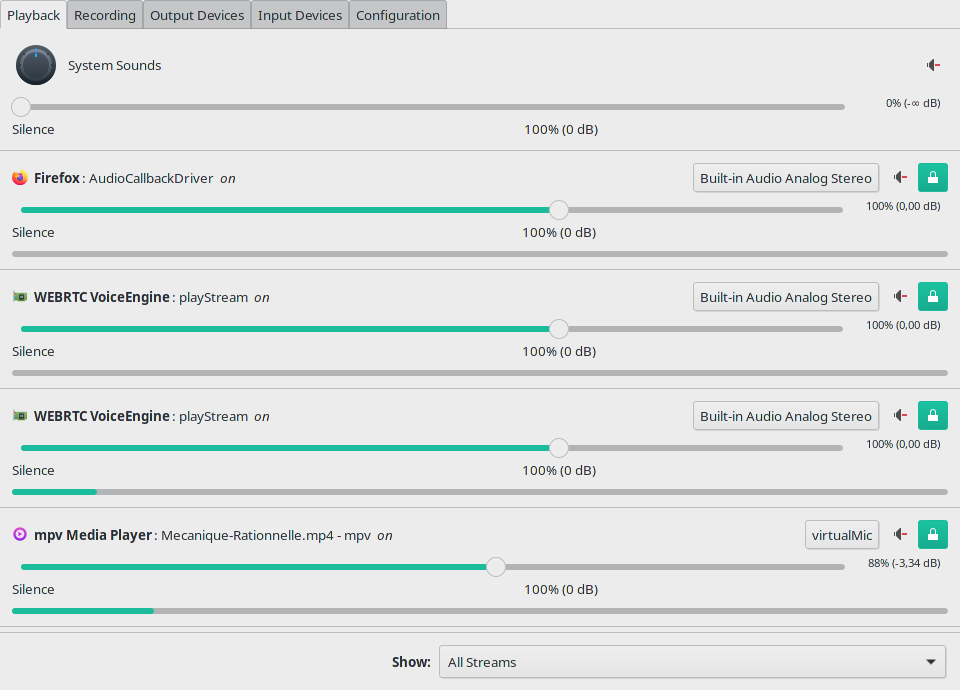 Playback Recording Output Devices Input Devices Configuration
System Sounds
0% (-∞ dB)
Silence 100% (0 dB)
Firefox : AudioCallbackDriver on Built-in Audio Analog Stereo
100% (0,00 dB)
Silence 100% (0 dB)
WEBRTC VoiceEngine : playStream on Built-in Audio Analog Stereo
100% (0,00 dB)
Silence 100% (0 dB)
WEBRTC VoiceEngine : playStream on Built-in Audio Analog Stereo
100% (0,00 dB)
Silence 100% (0 dB)
mpv Media Player : Mecanique-Rationnelle.mp4 - mpv on virtualMic
88% (-3,34 dB)
Silence 100% (0 dB)
Show: All Streams